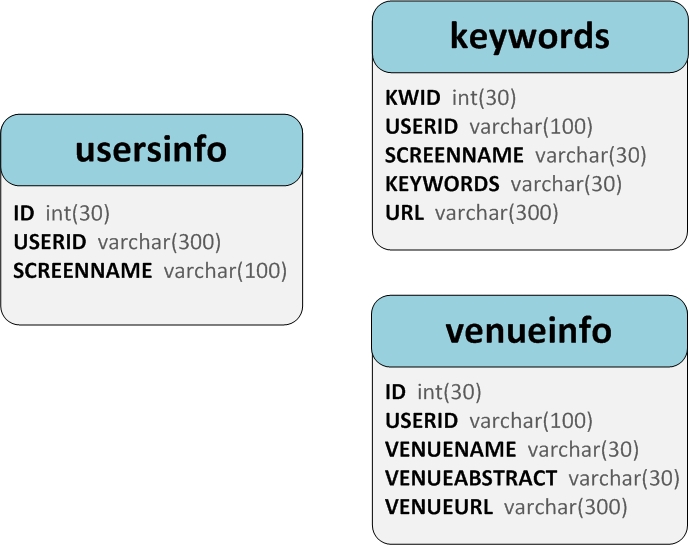 usersinfo
ID int(30)
USERID varchar(300)
SCREENNAME varchar(100)
keywords
KWID int(30)
USERID varchar(100)
SCREENNAME varchar(30)
KEYWORDS varchar(30)
URL varchar(300)
venueinfo
ID int(30)
USERID varchar(100)
VENUENAME varchar(30)
VENUEABSTRACT varchar(30)
VENUEURL varchar(300)